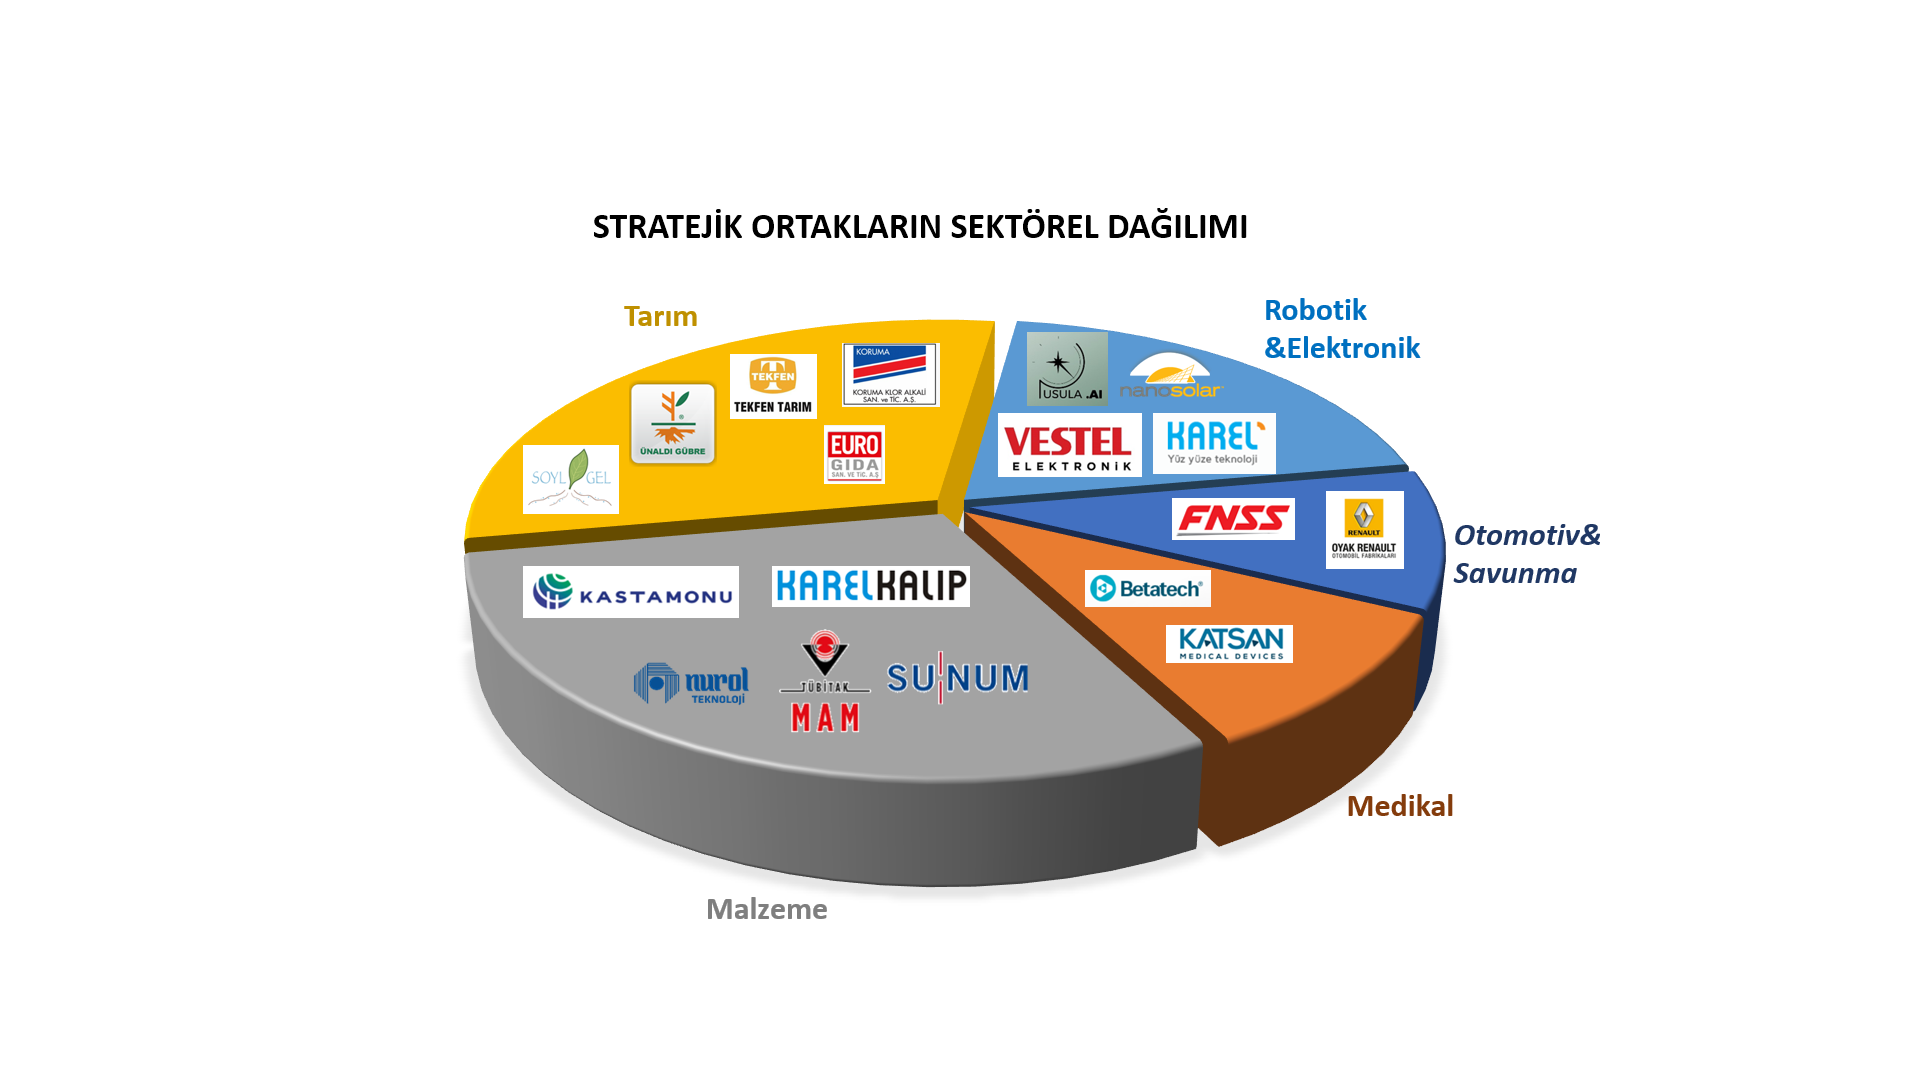 STRATEJİK ORTAKLARIN SEKTÖREL DAĞILIMI
Tarım
Robotik
&Elektronik
KORUMA
KORUMA KLOR ALKALİ
SAN. ve TİC. A.Ş.
TEKFEN
TEKFEN TARIM
ÜNALDI GÜBRE
EURO
GIDA
SAN. VE TİC. A.Ş.
SOYL GEL
PUSULA .AI
nanosolar
VESTEL
ELEKTRONİK
KAREL
Yüz yüze teknoloji
FNSS
RENAULT
OYAK RENAULT
OTOMOBİL FABRİKALARI
Otomotiv&
Savunma
Betatech®
KATSAN
MEDICAL DEVICES
Medikal
KASTAMONU
KARELKALIP
nurol
TEKNOLOJİ
TÜBİTAK
MAM
SUNUM
Malzeme